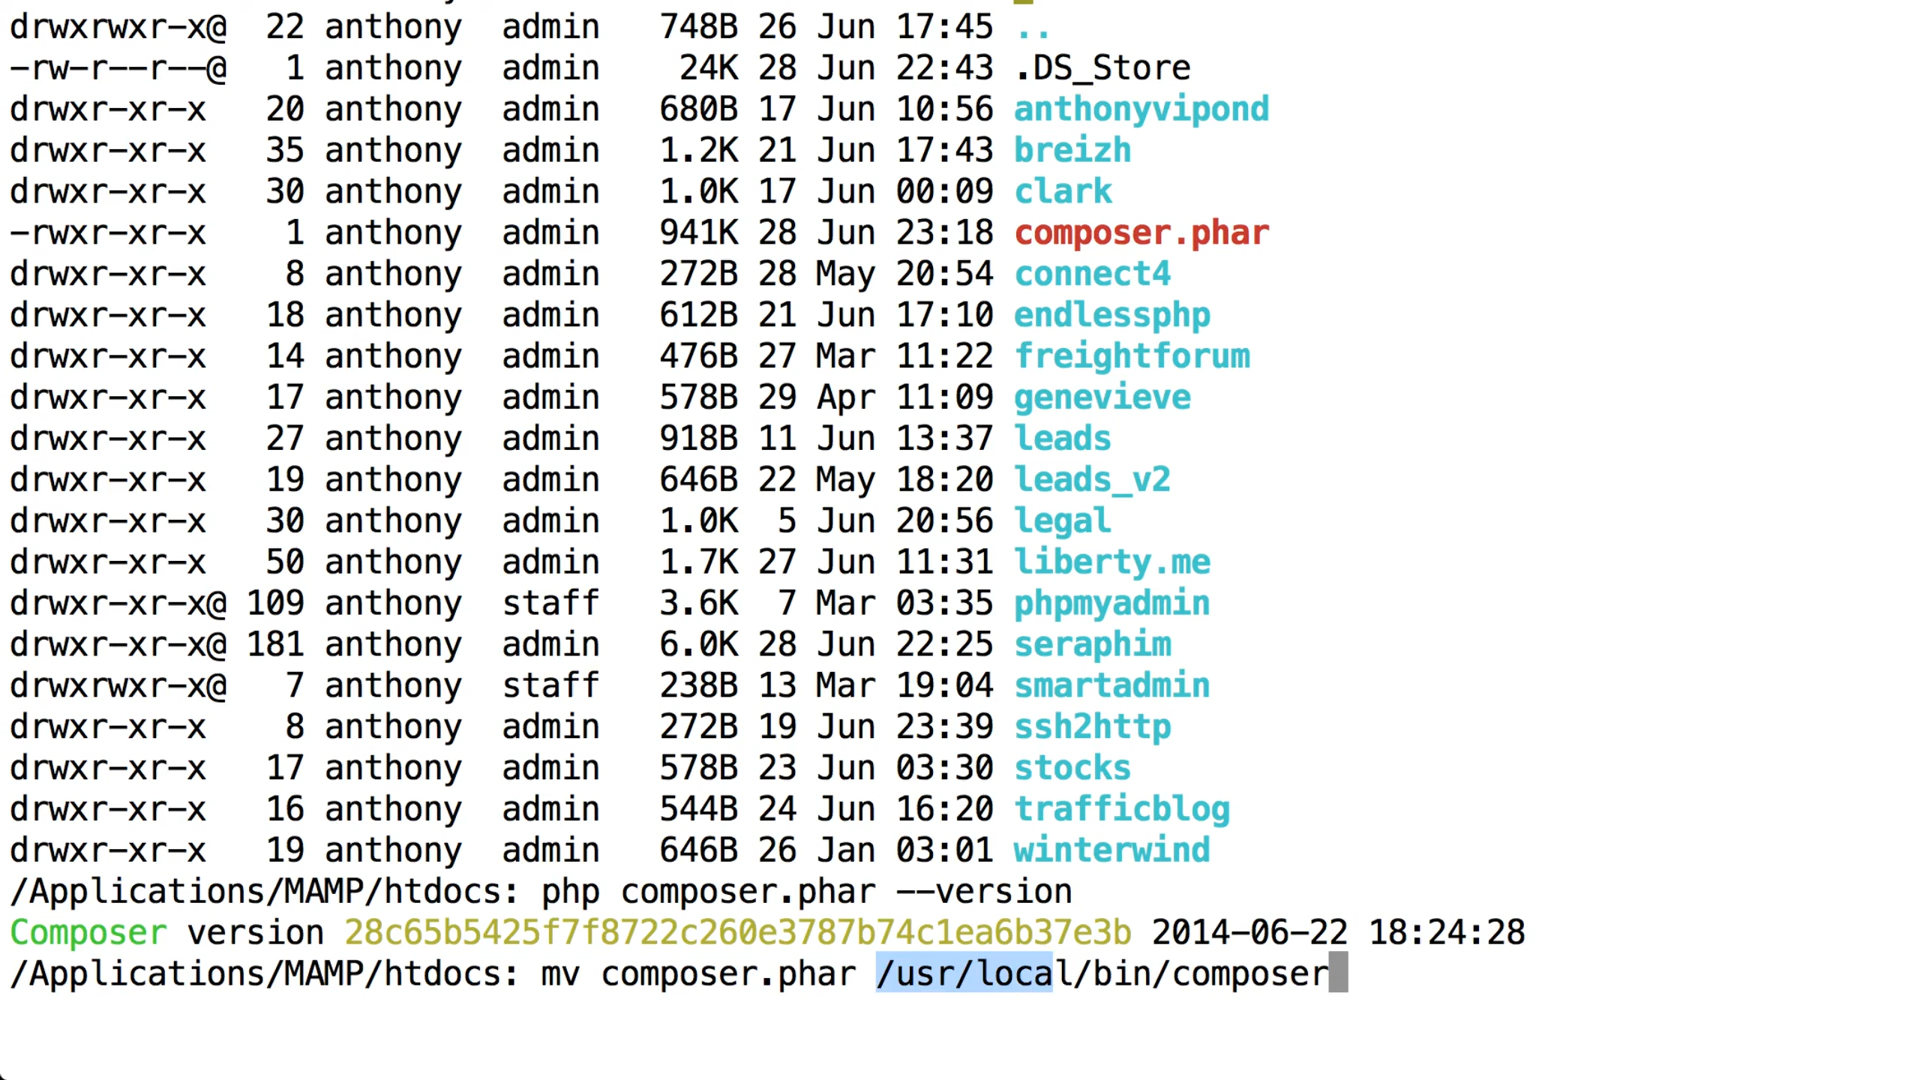 drwxrwxr-x@  22 anthony  admin   748B 26 Jun 17:45 ..
-rw-r--r--@   1 anthony  admin    24K 28 Jun 22:43 .DS_Store
drwxr-xr-x   20 anthony  admin   680B 17 Jun 10:56 anthonyvipond
drwxr-xr-x   35 anthony  admin   1.2K 21 Jun 17:43 breizh
drwxr-xr-x   30 anthony  admin   1.0K 17 Jun 00:09 clark
-rwxr-xr-x    1 anthony  admin   941K 28 Jun 23:18 composer.phar
drwxr-xr-x    8 anthony  admin   272B 28 May 20:54 connect4
drwxr-xr-x   18 anthony  admin   612B 21 Jun 17:10 endlessphp
drwxr-xr-x   14 anthony  admin   476B 27 Mar 11:22 freightforum
drwxr-xr-x   17 anthony  admin   578B 29 Apr 11:09 genevieve
drwxr-xr-x   27 anthony  admin   918B 11 Jun 13:37 leads
drwxr-xr-x   19 anthony  admin   646B 22 May 18:20 leads_v2
drwxr-xr-x   30 anthony  admin   1.0K  5 Jun 20:56 legal
drwxr-xr-x   50 anthony  admin   1.7K 27 Jun 11:31 liberty.me
drwxr-xr-x@ 109 anthony  staff   3.6K  7 Mar 03:35 phpmyadmin
drwxr-xr-x@ 181 anthony  admin   6.0K 28 Jun 22:25 seraphim
drwxrwxr-x@   7 anthony  staff   238B 13 Mar 19:04 smartadmin
drwxr-xr-x    8 anthony  admin   272B 19 Jun 23:39 ssh2http
drwxr-xr-x   17 anthony  admin   578B 23 Jun 03:30 stocks
drwxr-xr-x   16 anthony  admin   544B 24 Jun 16:20 trafficblog
drwxr-xr-x   19 anthony  admin   646B 26 Jan 03:01 winterwind
/Applications/MAMP/htdocs: php composer.phar --version
Composer version 28c65b5425f7f8722c260e3787b74c1ea6b37e3b 2014-06-22 18:24:28
/Applications/MAMP/htdocs: mv composer.phar /usr/local/bin/composer